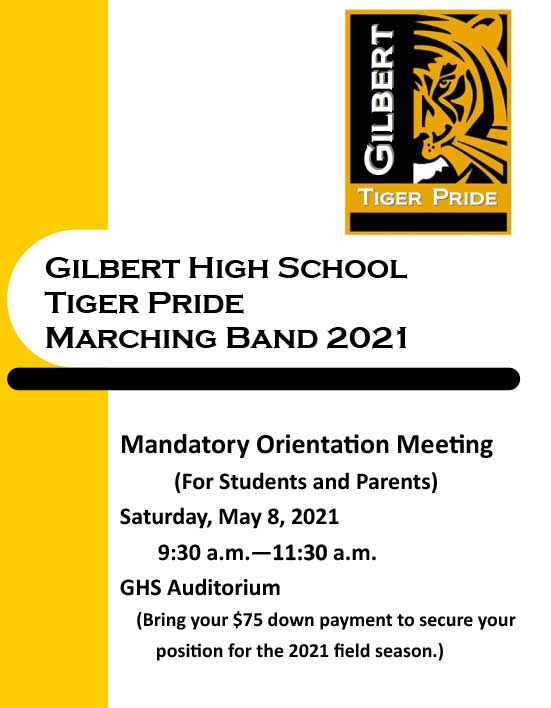 GILBERT
TIGER PRIDE
GILBERT HIGH SCHOOL
TIGER PRIDE
MARCHING BAND 2021
Mandatory Orientation Meeting
(For Students and Parents)
Saturday, May 8, 2021
9:30 a.m.—11:30 a.m.
GHS Auditorium
(Bring your $75 down payment to secure your
position for the 2021 field season.)